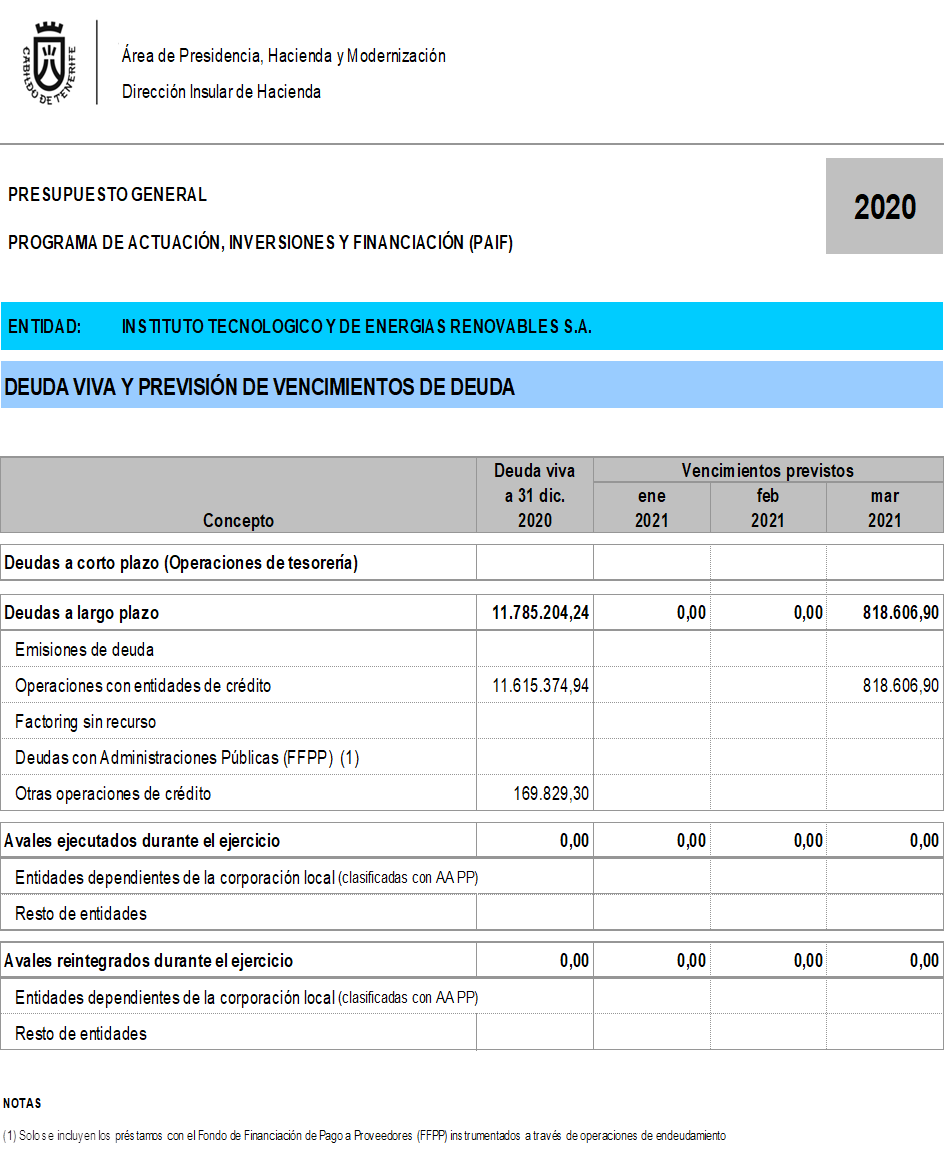 CABILDO DE TENERIFE
Área de Presidencia, Hacienda y Modernización
Dirección Insular de Hacienda
PRESUPUESTO GENERAL
2020
PROGRAMA DE ACTUACIÓN, INVERSIONES Y FINANCIACIÓN (PAIF)
ENTIDAD: INSTITUTO TECNOLOGICO Y DE ENERGIAS RENOVABLES S.A.
DEUDA VIVA Y PREVISIÓN DE VENCIMIENTOS DE DEUDA
Deuda viva Vencimientos previstos
a 31 dic. ene feb mar
Concepto 2020 2021 2021 2021
Deudas a corto plazo (Operaciones de tesorería)
Deudas a largo plazo 11.785.204,24 0,00 0,00 818.606,90
Emisiones de deuda
Operaciones con entidades de crédito 11.615.374,94 818.606,90
Factoring sin recurso
Deudas con Administraciones Públicas (FFPP) (1)
Otras operaciones de crédito 169.829,30
Avales ejecutados durante el ejercicio 0,00 0,00 0,00 0,00
Entidades dependientes de la corporación local (clasificadas con AAPP)
Resto de entidades
Avales reintegrados durante el ejercicio 0,00 0,00 0,00 0,00
Entidades dependientes de la corporación local (clasificadas con AAPP)
Resto de entidades
NOTAS
(1) Solo se incluyen los préstamos con el Fondo de Financiación de Pago a Proveedores (FFPP) instrumentados a través de operaciones de endeudamiento